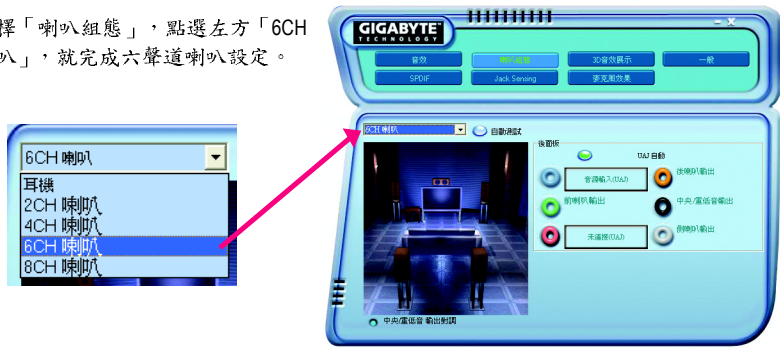 擇「喇叭組態」，點選左方「6CH
叭」，就完成六聲道喇叭設定。
GIGABYTE
TECHNOLOGY
音效
喇叭組態
3D音效展示
一般
SPDIF
Jack Sensing
麥克風效果
6CH 喇叭
自動測試
6CH 喇叭
耳機
2CH 喇叭
4CH 喇叭
6CH 喇叭
8CH 喇叭
後面板
UAJ 自動
音源輸入(UAJ)
後喇叭輸出
前喇叭輸出
中央/重低音輸出
未連接(UAJ)
側喇叭輸出
中央/重低音 輸出對調